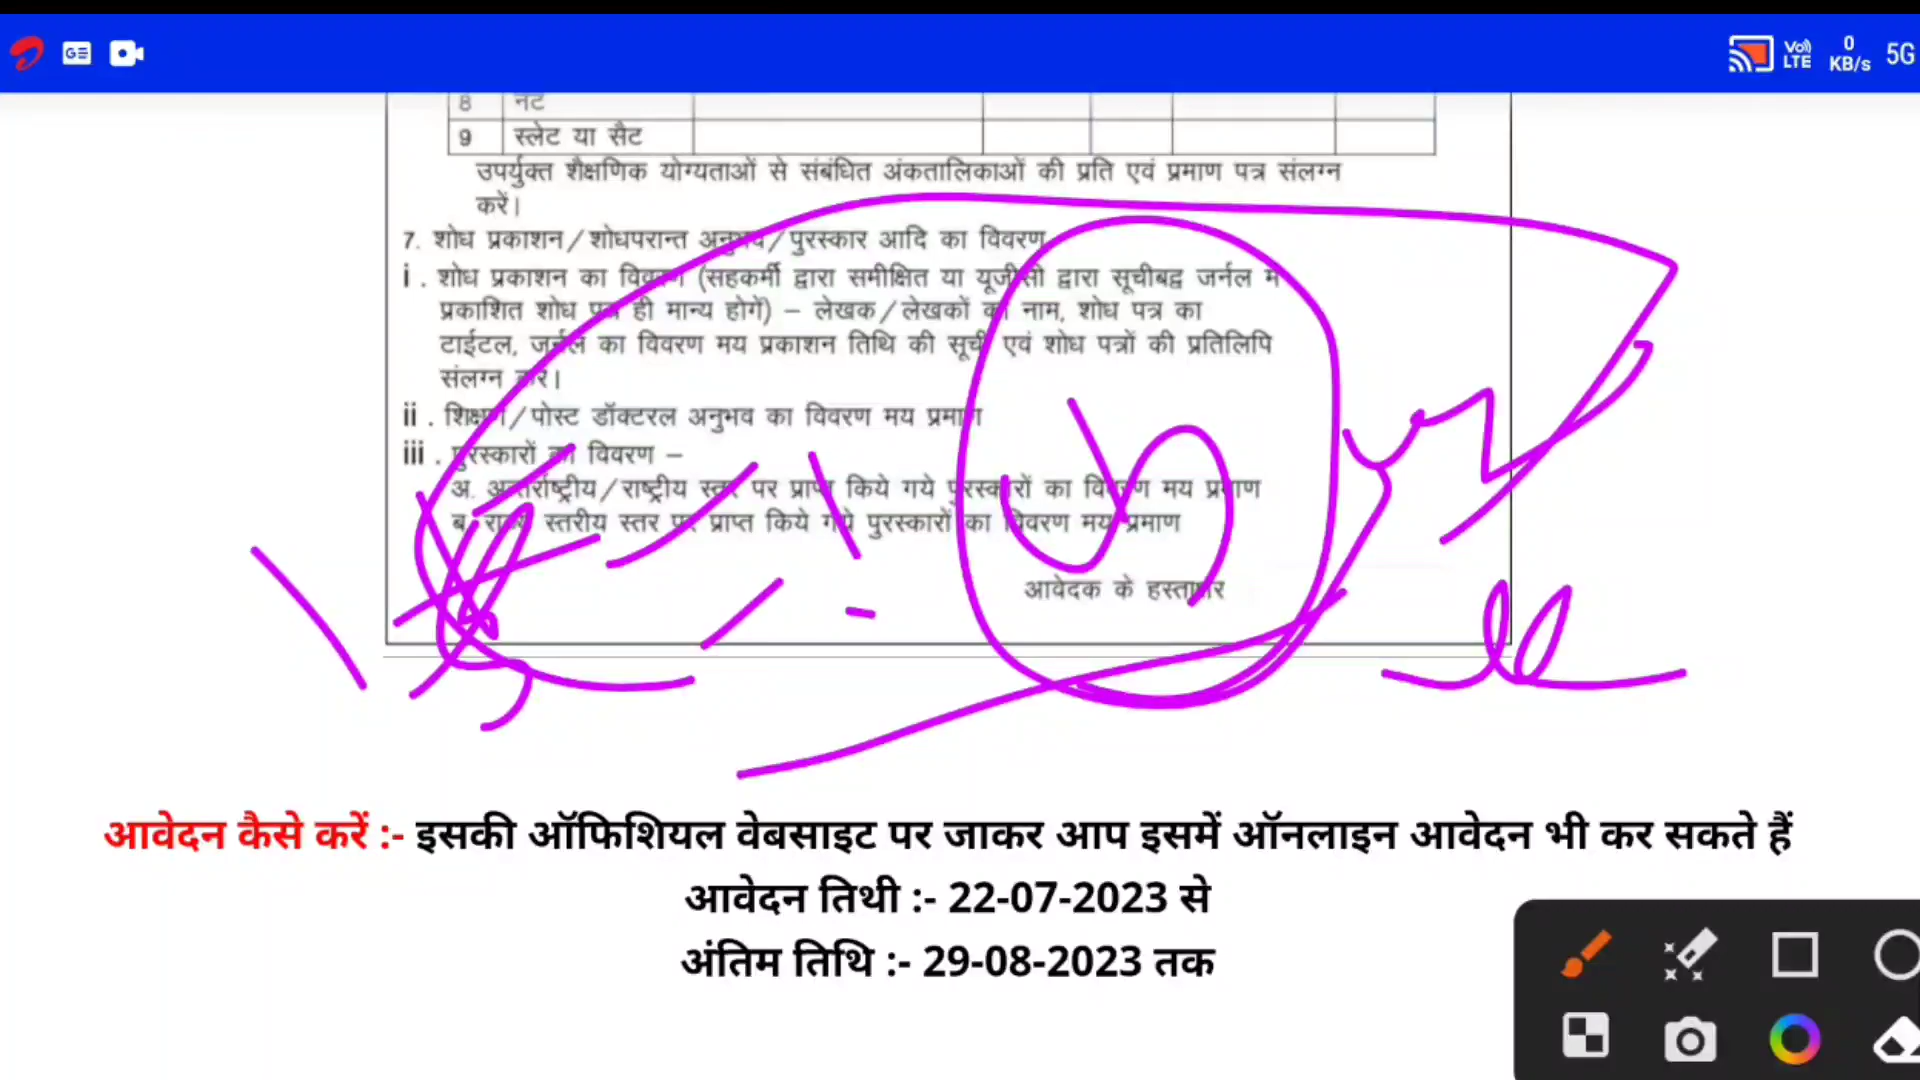 Vo) LTE 0 KB/s 5G
8 नेट
9 स्लेट या सैट
उपर्युक्त शैक्षणिक योग्यताओं से संबंधित अंकतालिकाओं की प्रति एवं प्रमाण पत्र संलग्न
करें।
7. शोध प्रकाशन/शोधपरान्त अनुभव/पुरस्कार आदि का विवरण
i . शोध प्रकाशन का विवरण (सहकर्मी द्वारा समीक्षित या यूजीसी द्वारा सूचीबद्व जर्नल में
प्रकाशित शोध पत्र ही मान्य होगें) – लेखक/लेखकों का नाम, शोध पत्र का
टाईटल, जर्नल का विवरण मय प्रकाशन तिथि की सूची एवं शोध पत्रों की प्रतिलिपि
संलग्न करें।
ii . शिक्षण/पोस्ट डॉक्टरल अनुभव का विवरण मय प्रमाण
iii . पुरस्कारों का विवरण –
अ. अन्तर्राष्ट्रीय/राष्ट्रीय स्तर पर प्राप्त किये गये पुरस्कारों का विवरण मय प्रमाण
ब. राज्य स्तरीय स्तर पर प्राप्त किये गये पुरस्कारों का विवरण मय प्रमाण
आवेदक के हस्ताक्षर
आवेदन कैसे करें :- इसकी ऑफिशियल वेबसाइट पर जाकर आप इसमें ऑनलाइन आवेदन भी कर सकते हैं
आवेदन तिथी :- 22-07-2023 से
अंतिम तिथि :- 29-08-2023 तक